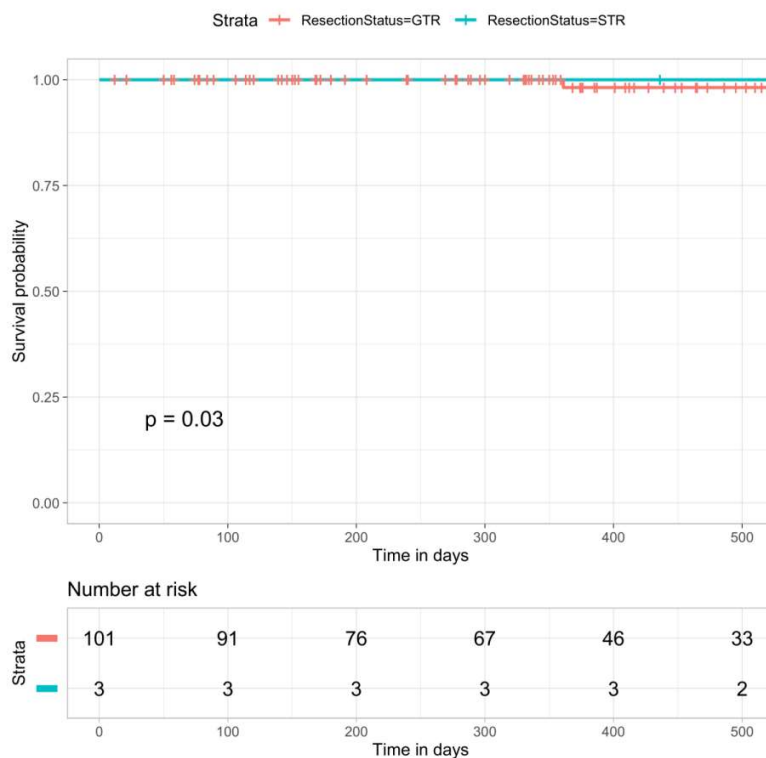 Strata ResectionStatus=GTR ResectionStatus=STR
Survival probability
1.00
0.75
0.50
0.25
0.00
p = 0.03
0 100 200 300 400 500
Time in days
Number at risk
Strata
101 91 76 67 46 33
3 3 3 3 3 2
0 100 200 300 400 500
Time in days